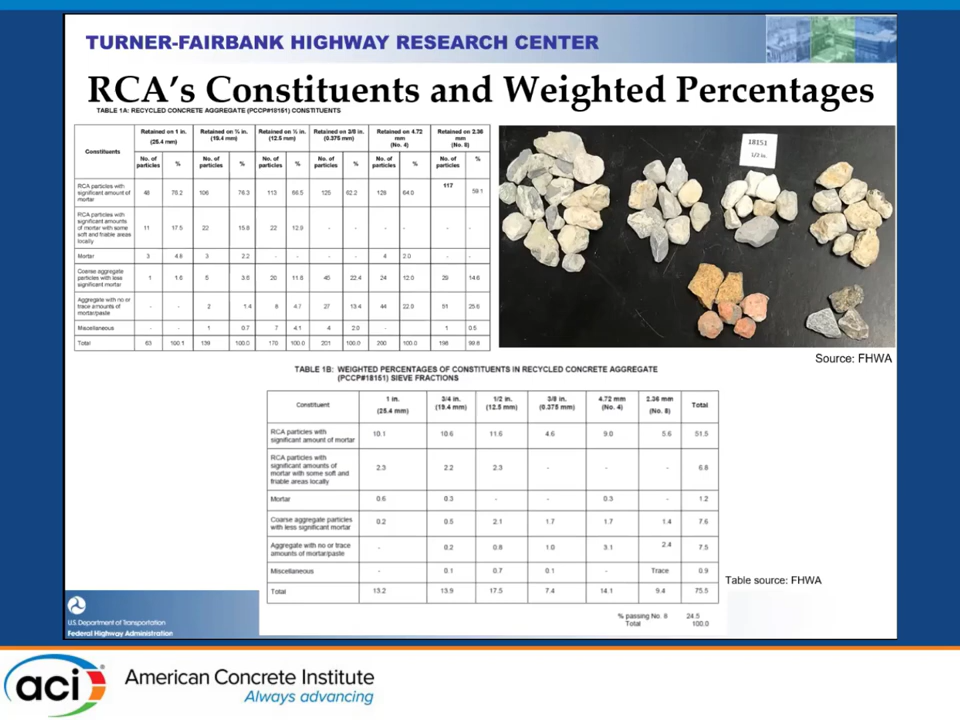 TURNER-FAIRBANK HIGHWAY RESEARCH CENTER
RCA's Constituents and Weighted Percentages
TABLE 1A: RECYCLED CONCRETE AGGREGATE (PCCP#18151) CONSTITUENTS
Constituents Retained on 1 in. (25.4 mm) Retained on ¾ in. (19.4 mm) Retained on ½ in. (12.5 mm) Retained on 3/8 in. (0.375 mm) Retained on 4.72 mm (No. 4) Retained on 2.36 mm (No. 8)
No. of particles % No. of particles % No. of particles % No. of particles % No. of particles % No. of particles %
RCA particles with significant amount of mortar 48 76.2 106 76.3 113 66.5 125 62.2 128 64.0 117 59.1
RCA particles with significant amounts of mortar with some soft and friable areas locally 11 17.5 22 15.8 22 12.9 - - - - - -
Mortar 3 4.8 3 2.2 - - - - 4 2.0 - -
Coarse aggregate particles with less significant mortar 1 1.6 5 3.6 20 11.8 45 22.4 24 12.0 29 14.6
Aggregate with no or trace amounts of mortar/paste - - 2 1.4 8 4.7 27 13.4 44 22.0 51 25.8
Miscellaneous - - 1 0.7 7 4.1 4 2.0 - 1 0.5
Total 63 100.1 139 100.0 170 100.0 201 100.0 200 100.0 198 99.8
18151
1/2 in.
Source: FHWA
TABLE 1B: WEIGHTED PERCENTAGES OF CONSTITUENTS IN RECYCLED CONCRETE AGGREGATE
(PCCP#18151) SIEVE FRACTIONS
Constituent 1 in. (25.4 mm) 3/4 in. (19.4 mm) 1/2 in. (12.5 mm) 3/8 in. (0.375 mm) 4.72 mm (No. 4) 2.36 mm (No. 8) Total
RCA particles with significant amount of mortar 10.1 10.6 11.6 4.6 9.0 5.6 51.5
RCA particles with significant amounts of mortar with some soft and friable areas locally 2.3 2.2 2.3 - - - 6.8
Mortar 0.6 0.3 - - 0.3 - 1.2
Coarse aggregate particles with less significant mortar 0.2 0.5 2.1 1.7 1.7 1.4 7.6
Aggregate with no or trace amounts of mortar/paste - 0.2 0.8 1.0 3.1 2.4 7.5
Miscellaneous - 0.1 0.7 0.1 - Trace 0.9
Total 13.2 13.9 17.5 7.4 14.1 9.4 75.5
% passing No. 8 24.5
Total 100.0
Table source: FHWA
U.S. Department of Transportation
Federal Highway Administration
aci American Concrete Institute
Always advancing